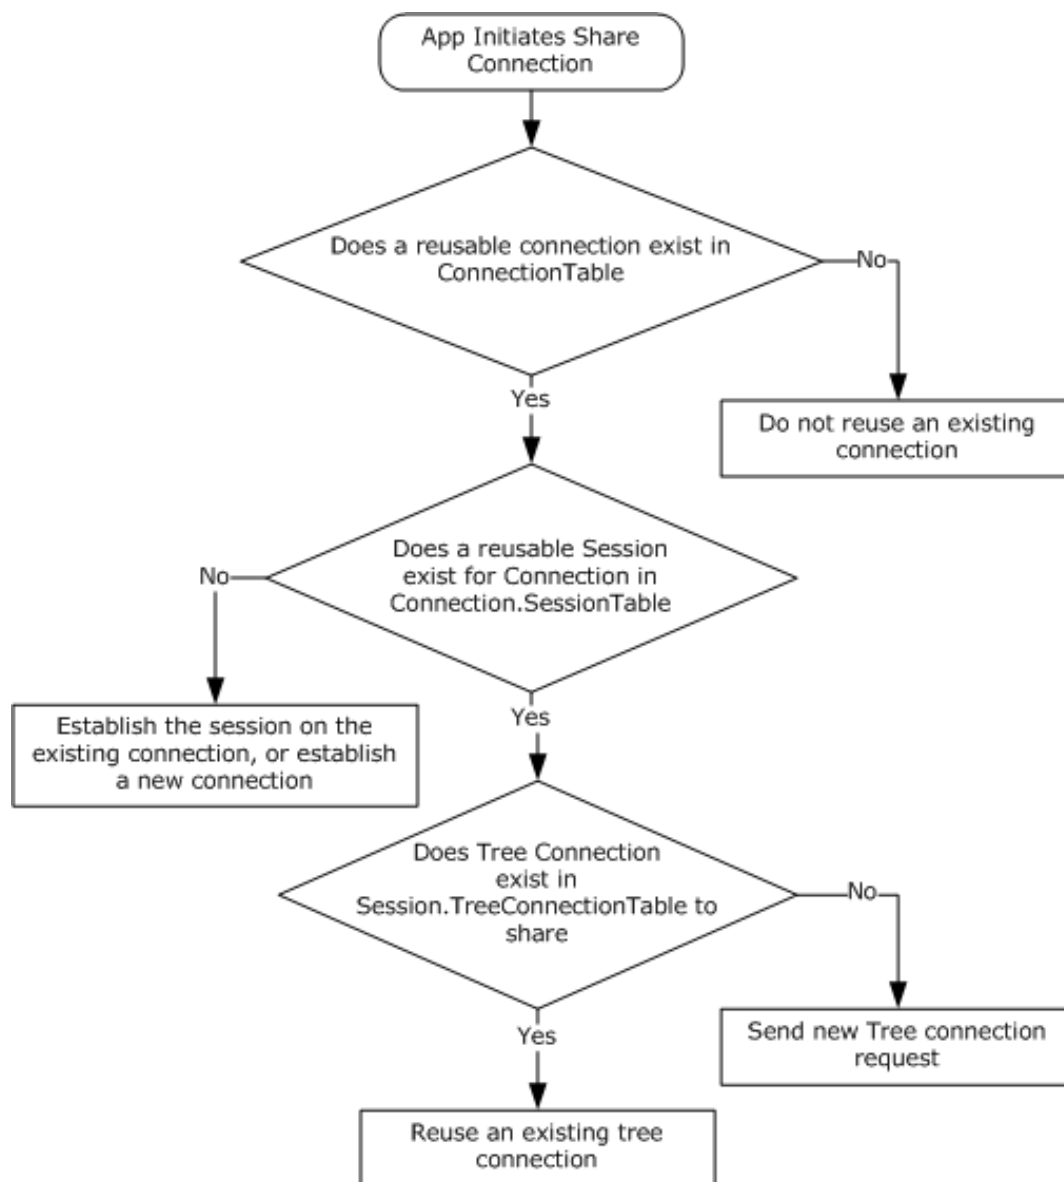 App Initiates Share
Connection
Does a reusable connection exist in
ConnectionTable
No
Yes
Do not reuse an existing
connection
Does a reusable Session
exist for Connection in
Connection.SessionTable
No
Yes
Establish the session on the
existing connection, or establish
a new connection
Does Tree Connection
exist in
Session.TreeConnectionTable to
share
No
Yes
Send new Tree connection
request
Reuse an existing tree
connection